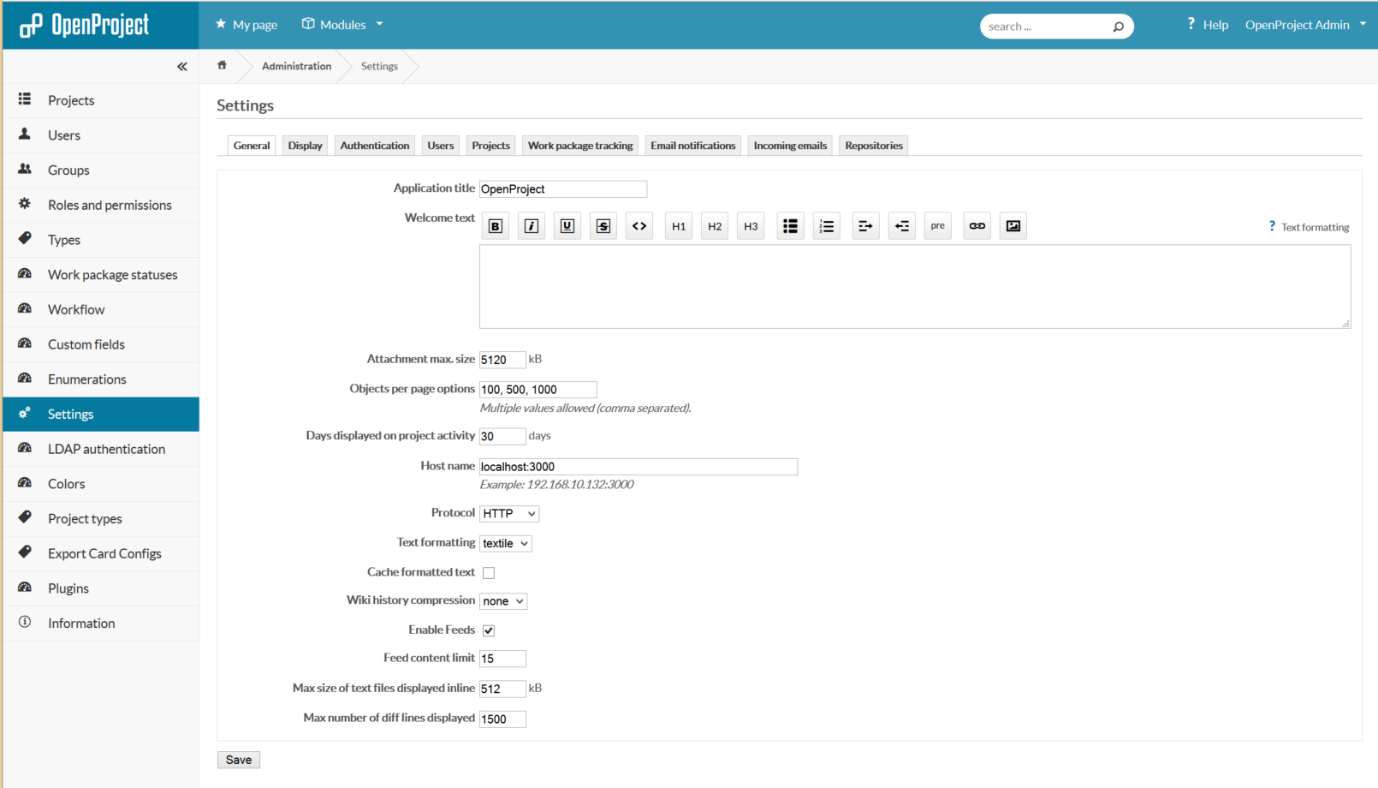 OpenProject
My page
Modules
search ...
? Help
OpenProject Admin
«
Administration
Settings
Projects
Users
Groups
Roles and permissions
Types
Work package statuses
Workflow
Custom fields
Enumerations
Settings
LDAP authentication
Colors
Project types
Export Card Configs
Plugins
Information
Settings
General Display Authentication Users Projects Work package tracking Email notifications Incoming emails Repositories
Application title OpenProject
Welcome text B I U S <> H1 H2 H3 pre ? Text formatting
Attachment max. size 5120 kB
Objects per page options 100, 500, 1000
Multiple values allowed (comma separated).
Days displayed on project activity 30 days
Host name localhost:3000
Example: 192.168.10.132:3000
Protocol HTTP
Text formatting textile
Cache formatted text
Wiki history compression none
Enable Feeds
Feed content limit 15
Max size of text files displayed inline 512 kB
Max number of diff lines displayed 1500
Save